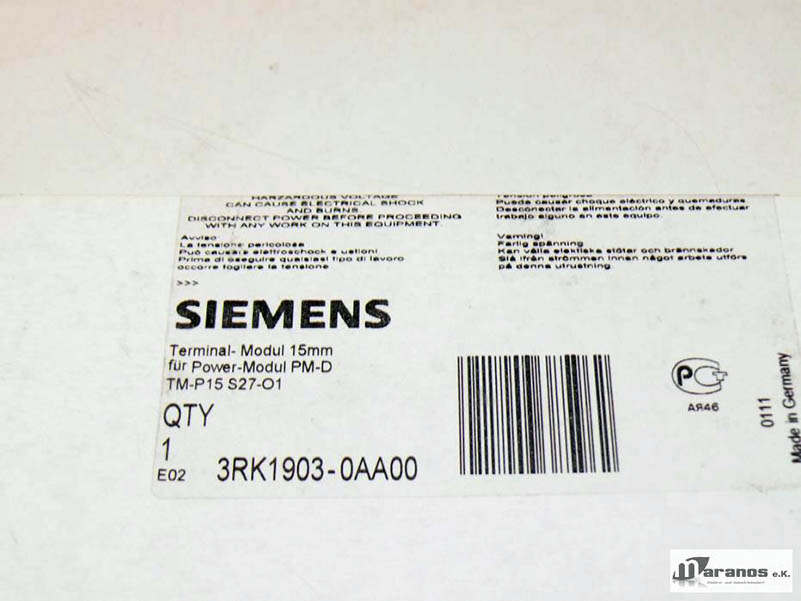 HARZARDOUS VOLTAGE
CAN CAUSE ELECTRICAL SHOCK
AND BURNS.
DISCONNECT POWER BEFORE PROCEEDING
WITH ANY WORK ON THIS EQUIPMENT.
Avviso
La tensione pericolosa
Può causare elettroshock e ustioni.
Prima di eseguire qualsiasi tipo di lavoro
occorre togliere la tensione
>>>
Tension peligrosa
Puede causar choque eléctrico y quemaduras
Desconectar la alimentación antes de efectuar
trabajo alguno en este equipo.
Varning!
Farlig spänning
Kan vålla elektiska stötar och brännskador
Slå ifrån strömmen innan något arbete utförs
på denna utrustning.
SIEMENS
Terminal- Modul 15mm
für Power-Modul PM-D
TM-P15 S27-O1
QTY
1
E02 3RK1903-0AA00
PG
АЯ46
0111
Made in Germany
Maranos e.K.